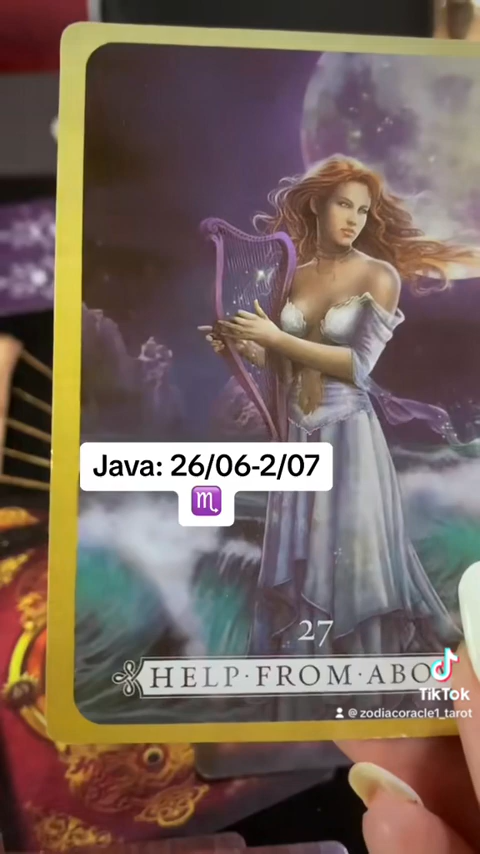 Java: 26/06-2/07
♏
27
HELP·FROM·ABO
TikTok
@zodiacoracle1_tarot